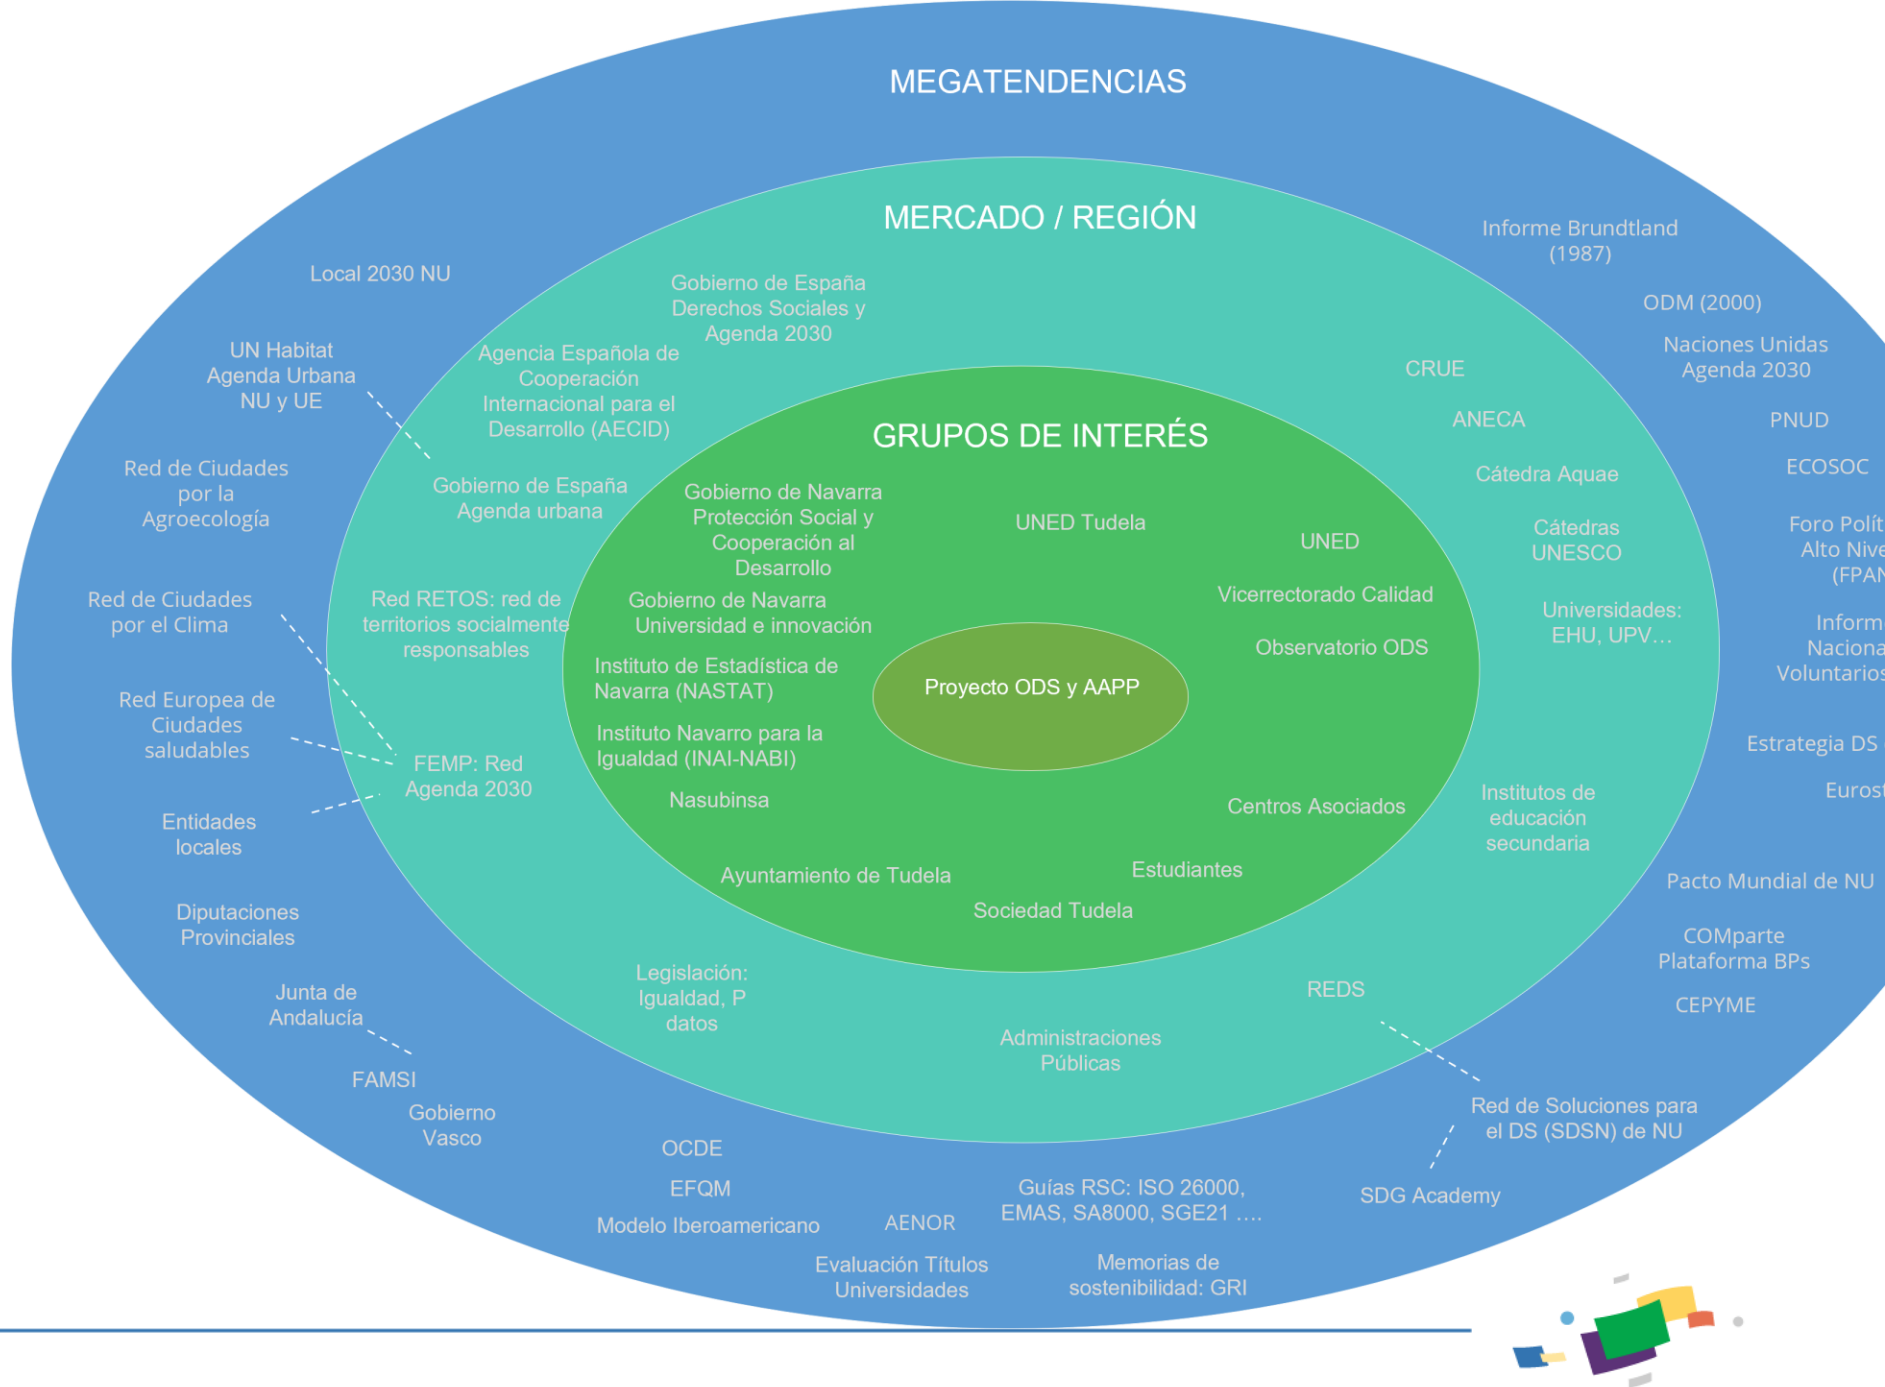 MEGATENDENCIAS
MERCADO / REGIÓN
GRUPOS DE INTERÉS
Proyecto ODS y AAPP
Local 2030 NU
UN Habitat
Agenda Urbana
NU y UE
Red de Ciudades
por la
Agroecología
Red de Ciudades
por el Clima
Red Europea de
Ciudades
saludables
Entidades
locales
Diputaciones
Provinciales
Junta de
Andalucía
FAMSI
Gobierno
Vasco
OCDE
EFQM
Modelo Iberoamericano
AENOR
Evaluación Títulos
Universidades
Guías RSC: ISO 26000,
EMAS, SA8000, SGE21 ….
Memorias de
sostenibilidad: GRI
SDG Academy
Red de Soluciones para
el DS (SDSN) de NU
CEPYME
COMparte
Plataforma BPs
Pacto Mundial de NU
Eurost
Estrategia DS
Inform
Naciona
Voluntarios
Foro Polít
Alto Nive
(FPAN
ECOSOC
PNUD
Naciones Unidas
Agenda 2030
ODM (2000)
Informe Brundtland
(1987)
Gobierno de España
Derechos Sociales y
Agenda 2030
Agencia Española de
Cooperación
Internacional para el
Desarrollo (AECID)
Gobierno de España
Agenda urbana
Red RETOS: red de
territorios socialmente
responsables
FEMP: Red
Agenda 2030
Legislación:
Igualdad, P
datos
Administraciones
Públicas
REDS
Institutos de
educación
secundaria
Universidades:
EHU, UPV…
Cátedras
UNESCO
Cátedra Aquae
ANECA
CRUE
Gobierno de Navarra
Protección Social y
Cooperación al
Desarrollo
Gobierno de Navarra
Universidad e innovación
Instituto de Estadística de
Navarra (NASTAT)
Instituto Navarro para la
Igualdad (INAI-NABI)
Nasubinsa
Ayuntamiento de Tudela
Sociedad Tudela
Estudiantes
Centros Asociados
Observatorio ODS
Vicerrectorado Calidad
UNED
UNED Tudela